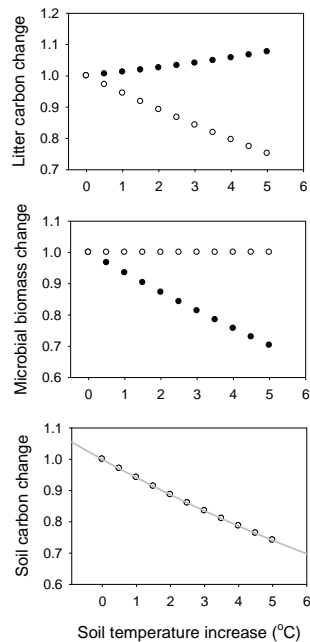 Litter carbon change
1.2
1.1
1.0
0.9
0.8
0.7
0 1 2 3 4 5 6
Microbial biomass change
1.1
1.0
0.9
0.8
0.7
0.6
0 1 2 3 4 5 6
Soil carbon change
1.1
1.0
0.9
0.8
0.7
0.6
0 1 2 3 4 5 6
Soil temperature increase (°C)